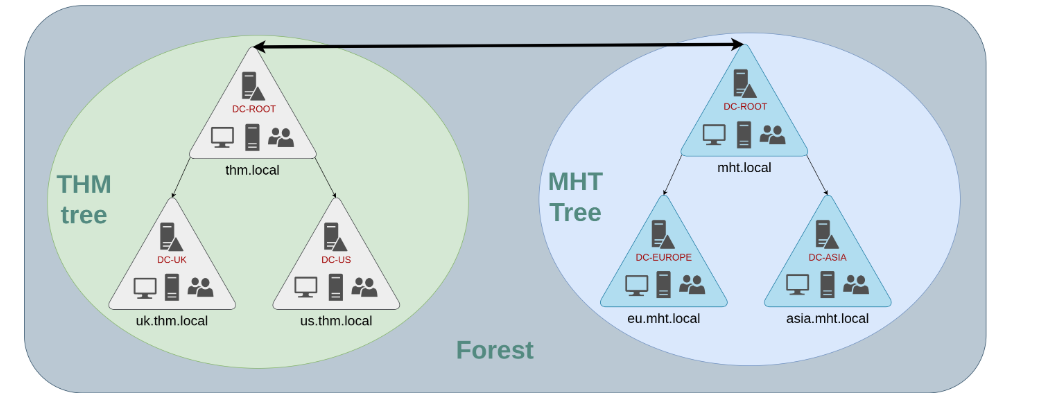 DC-ROOT
thm.local
THM
tree
DC-UK
uk.thm.local
DC-US
us.thm.local
DC-ROOT
mht.local
MHT
Tree
DC-EUROPE
eu.mht.local
DC-ASIA
asia.mht.local
Forest